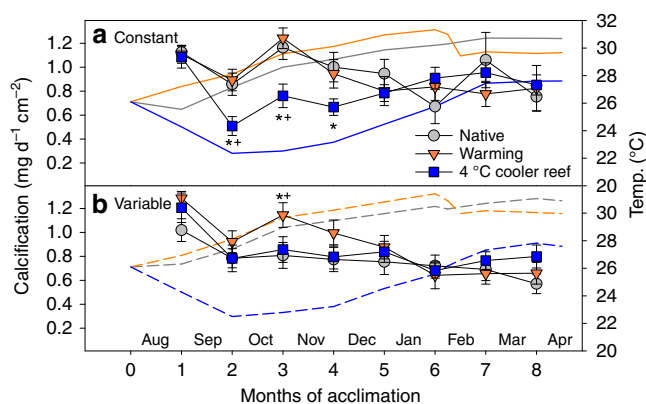 a Constant
1.2
1.0
0.8
0.6
0.4
0.2
32
30
28
26
24
22
20
*+
*+
*
Native
Warming
4 °C cooler reef
b Variable
1.2
1.0
0.8
0.6
0.4
0.2
30
28
26
24
22
20
*+
Calcification (mg d⁻¹ cm⁻²)
Temp. (°C)
Aug Sep Oct Nov Dec Jan Feb Mar Apr
0 1 2 3 4 5 6 7 8
Months of acclimation